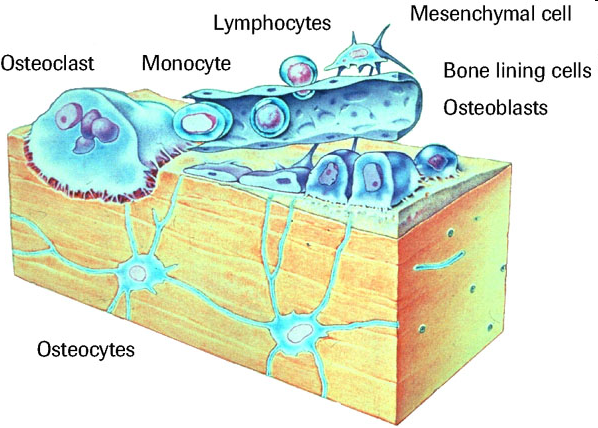 Mesenchymal cell
Lymphocytes
Osteoclast
Monocyte
Bone lining cells
Osteoblasts
Osteocytes